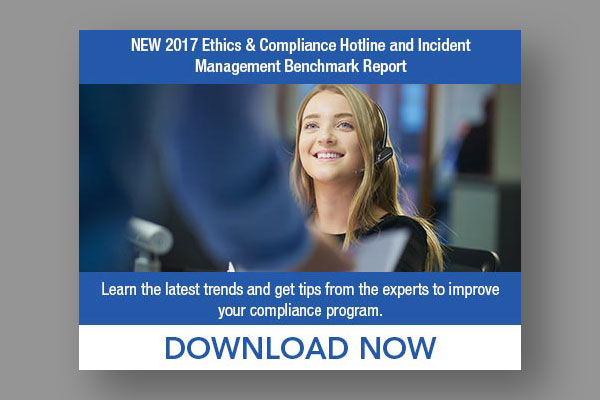 NEW 2017 Ethics & Compliance Hotline and Incident
Management Benchmark Report
Learn the latest trends and get tips from the experts to improve
your compliance program.
DOWNLOAD NOW